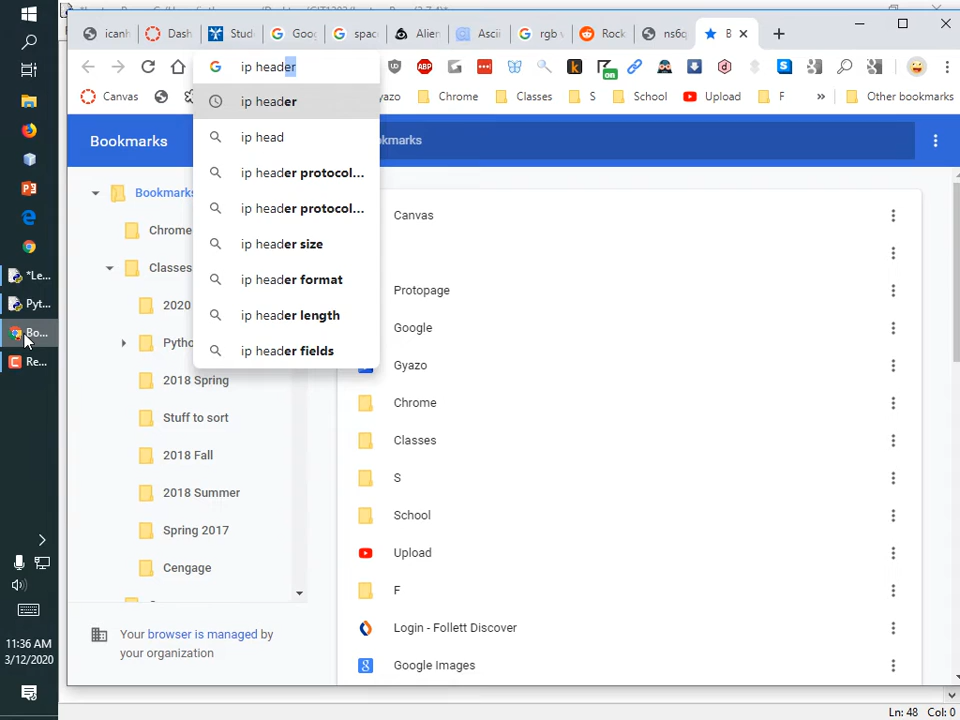 icanh
Dash
Stud
Goo
spac
Alien
Ascii
rgb v
Rock
ns6q
B
ip header
Canvas
Gyazo
Chrome
Classes
S
School
Upload
F
»
Other bookmarks
ip header
ip head
ip header protocol...
ip header protocol...
ip header size
ip header format
ip header length
ip header fields
Bookmarks
Bookmarks
Chrome
Classes
2020
Pytho
2018 Spring
Stuff to sort
2018 Fall
2018 Summer
Spring 2017
Cengage
Your browser is managed by
your organization
Canvas
Protopage
Google
Gyazo
Chrome
Classes
S
School
Upload
F
Login - Follett Discover
Google Images
*Le...
Pyt...
Bo...
Re...
11:36 AM
3/12/2020
Ln: 48 Col: 0